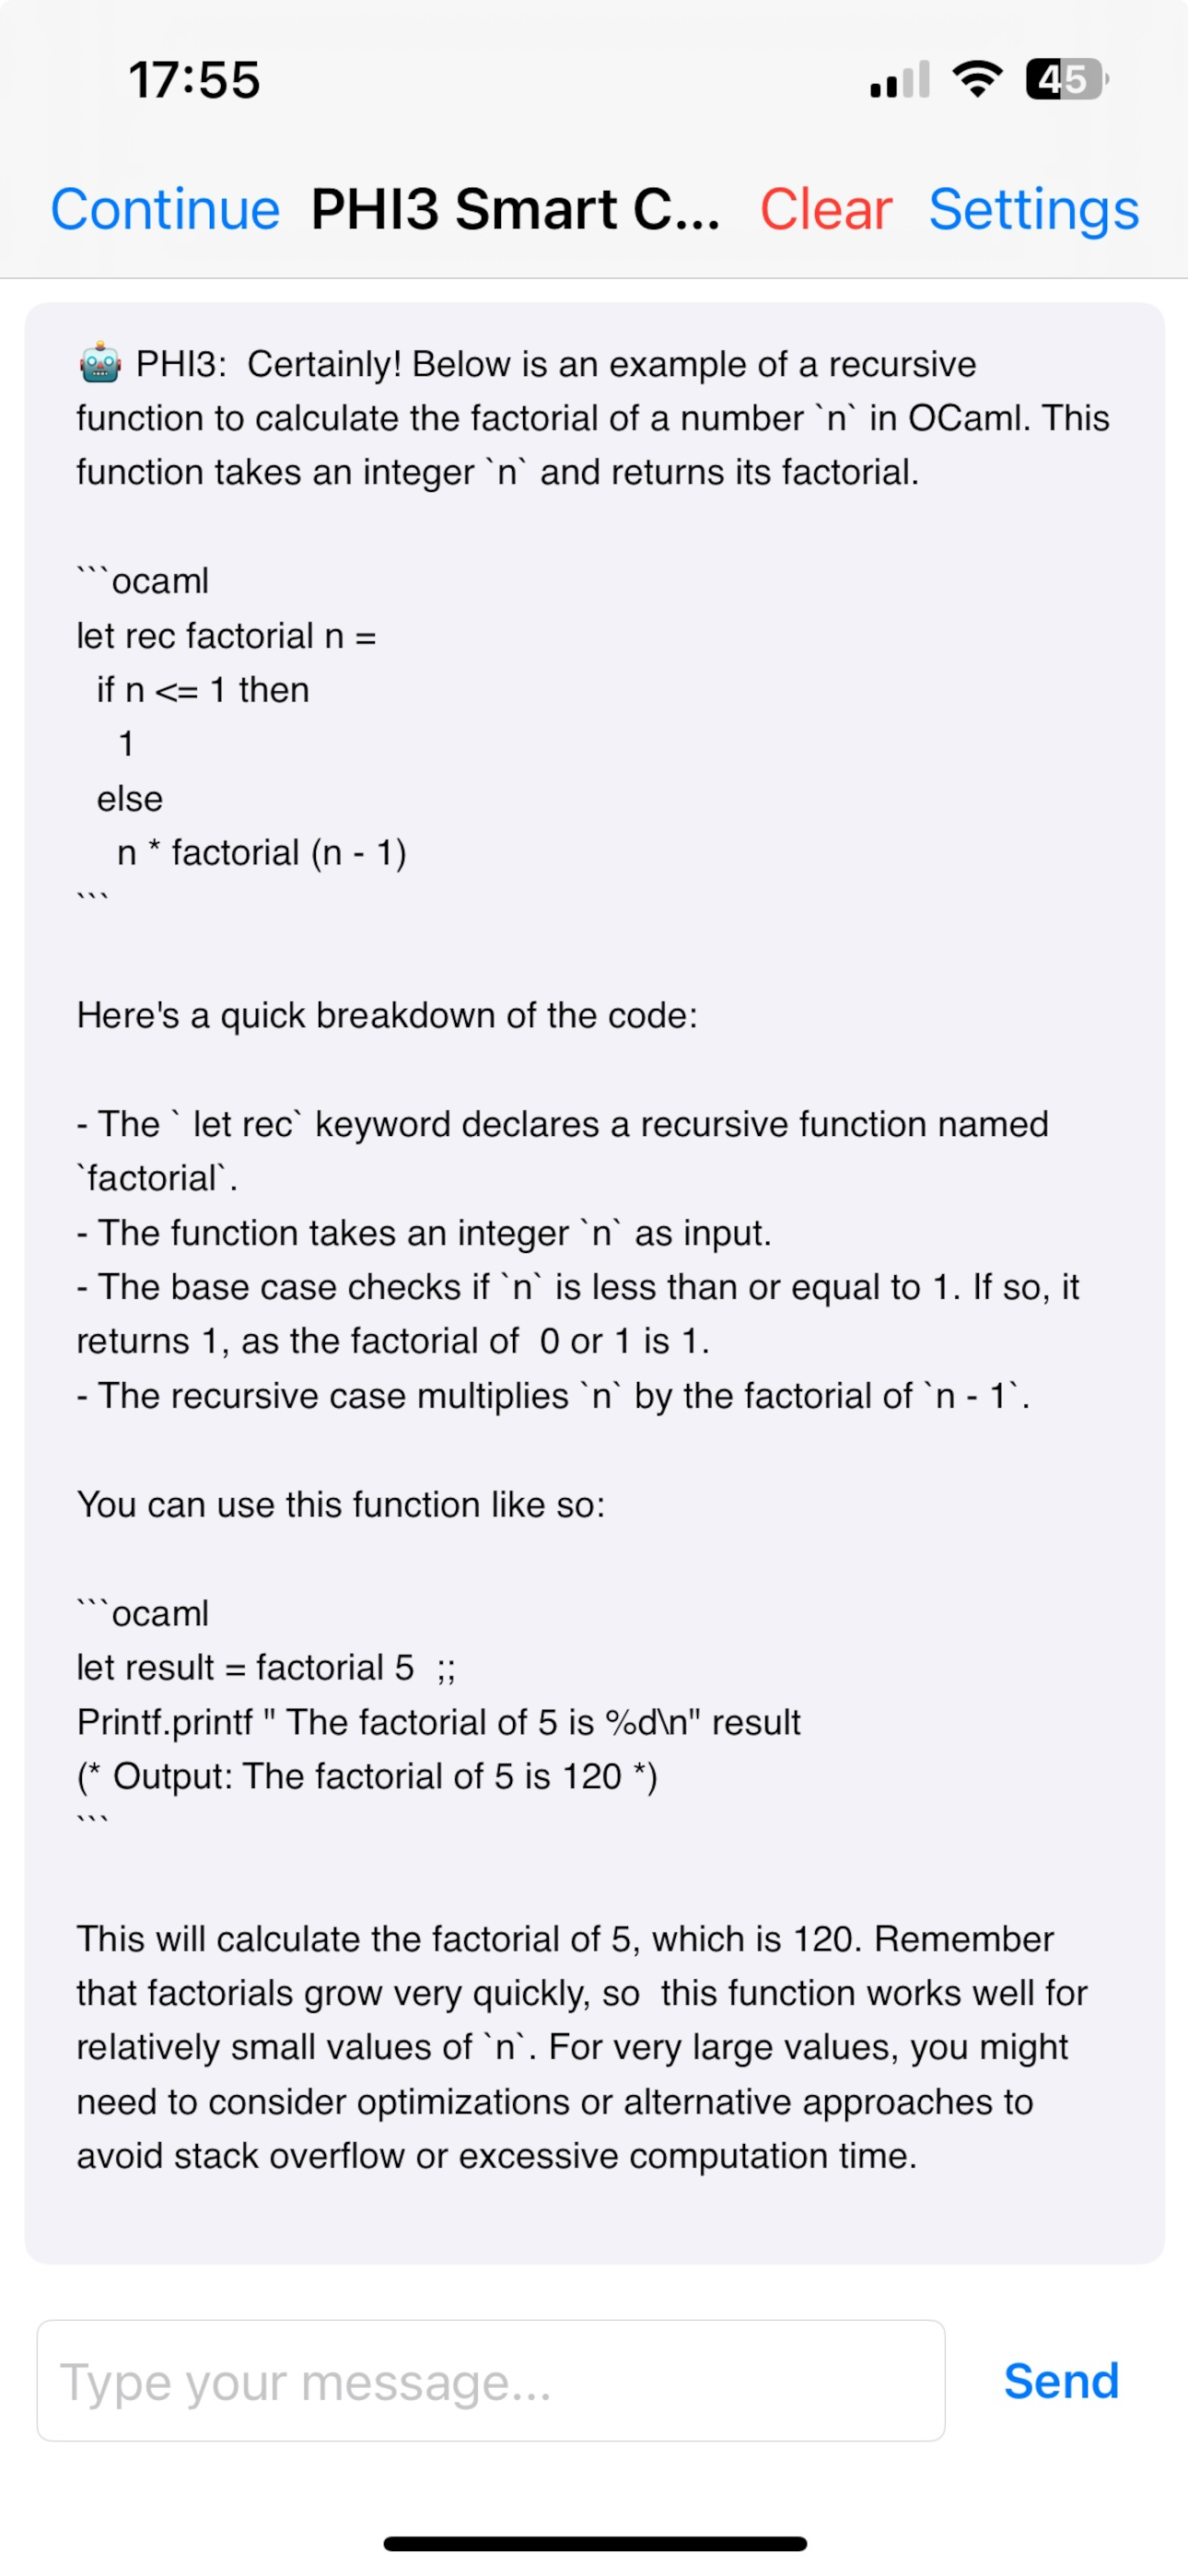 17:55
45
Continue PHI3 Smart C... Clear Settings
🤖 PHI3:  Certainly! Below is an example of a recursive
function to calculate the factorial of a number `n` in OCaml. This
function takes an integer `n` and returns its factorial.
```ocaml
let rec factorial n =
  if n <= 1 then
    1
  else
    n * factorial (n - 1)
```
Here's a quick breakdown of the code:
- The ` let rec` keyword declares a recursive function named
`factorial`.
- The function takes an integer `n` as input.
- The base case checks if `n` is less than or equal to 1. If so, it
returns 1, as the factorial of  0 or 1 is 1.
- The recursive case multiplies `n` by the factorial of `n - 1`.
You can use this function like so:
```ocaml
let result = factorial 5  ;;
Printf.printf " The factorial of 5 is %d\n" result
(* Output: The factorial of 5 is 120 *)
```
This will calculate the factorial of 5, which is 120. Remember
that factorials grow very quickly, so  this function works well for
relatively small values of `n`. For very large values, you might
need to consider optimizations or alternative approaches to
avoid stack overflow or excessive computation time.
Type your message...
Send